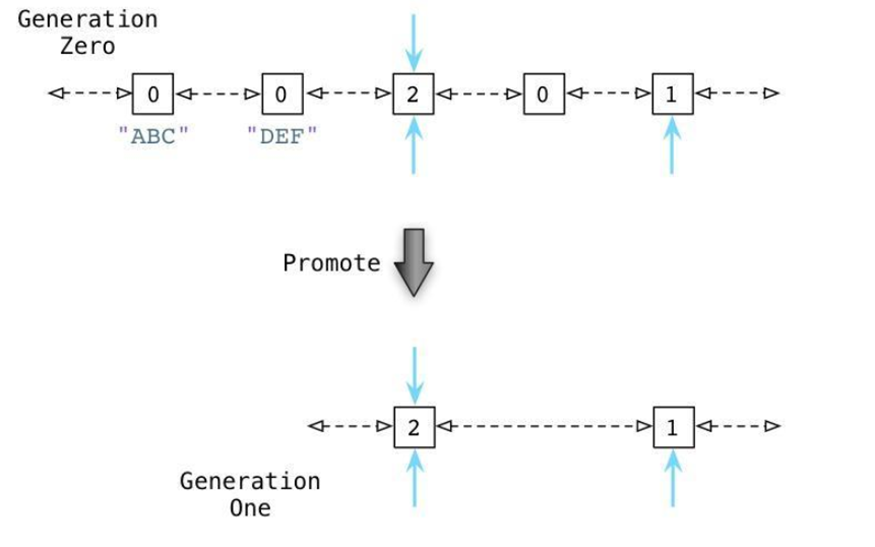 Generation
Zero
0 0 2 0 1
"ABC" "DEF"
Promote
2 1
Generation
One